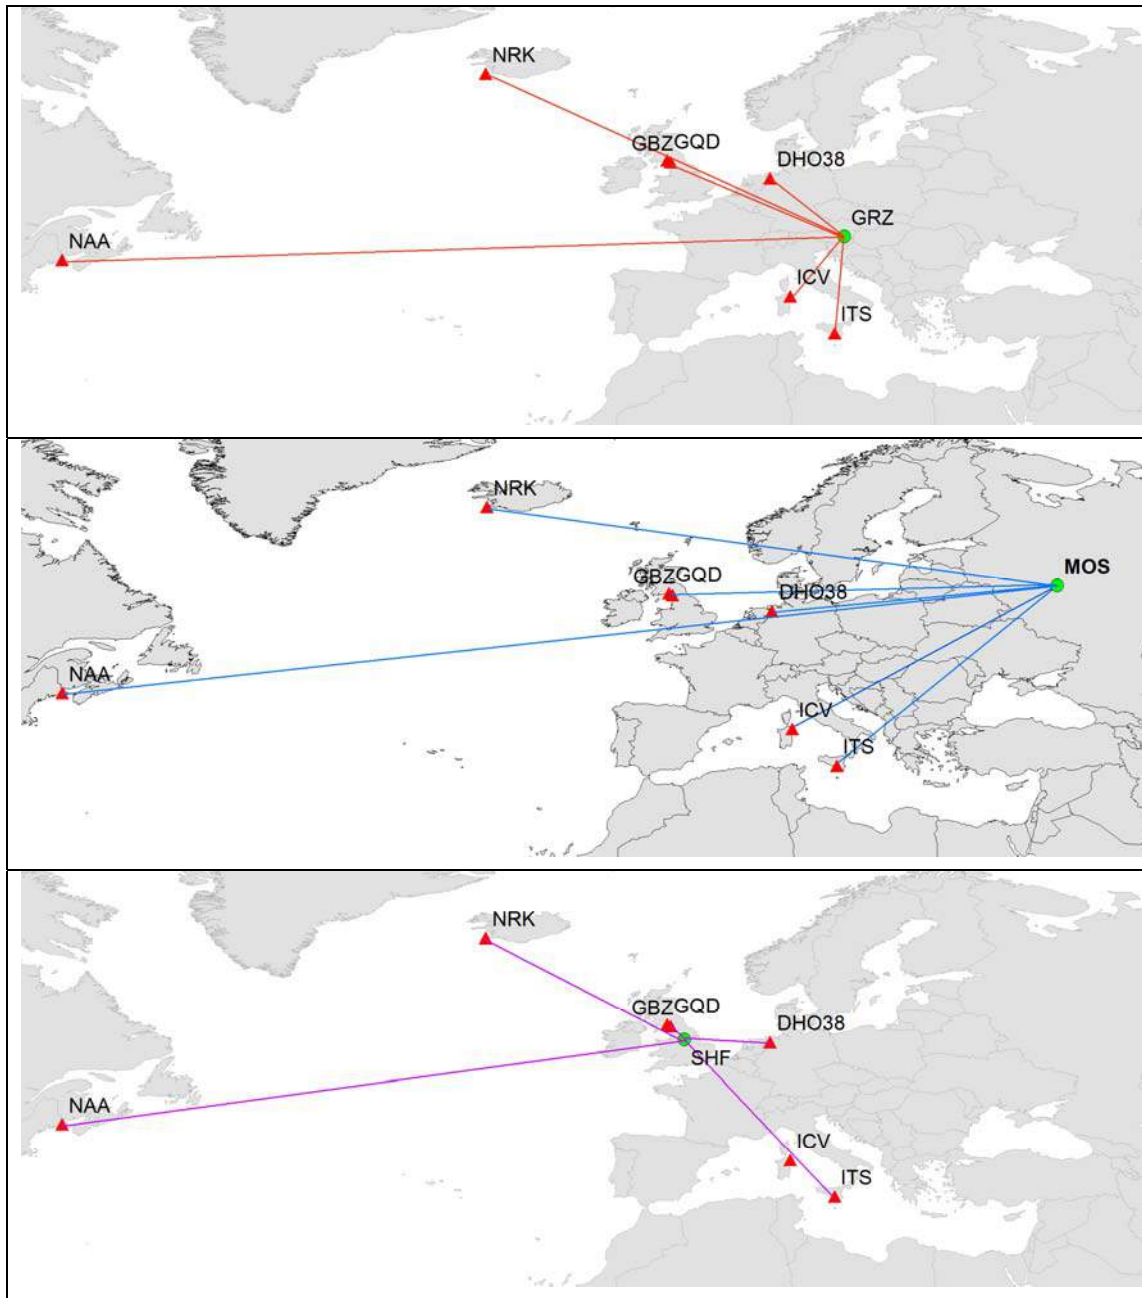 NRK
GBZGQD
DHO38
GRZ
NAA
ICV
ITS
NRK
MOS
GBZGQD
DHO38
NAA
ICV
ITS
NRK
GBZGQD
DHO38
SHF
NAA
ICV
ITS